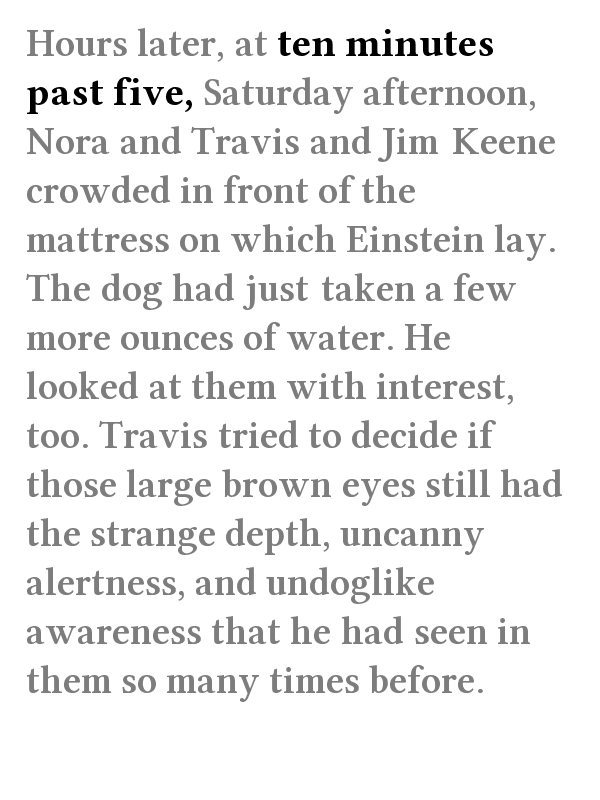 Hours later, at ten minutes
past five, Saturday afternoon,
Nora and Travis and Jim Keene
crowded in front of the
mattress on which Einstein lay.
The dog had just taken a few
more ounces of water. He
looked at them with interest,
too. Travis tried to decide if
those large brown eyes still had
the strange depth, uncanny
alertness, and undoglike
awareness that he had seen in
them so many times before.